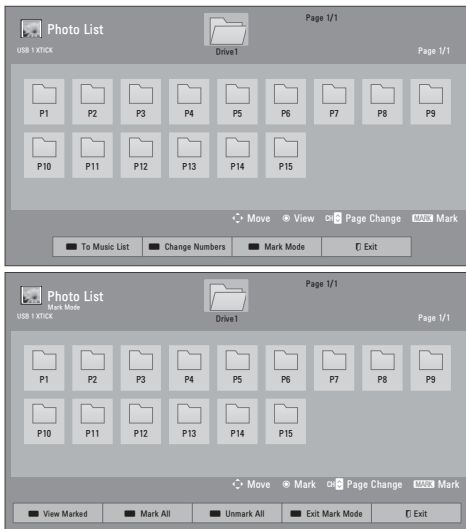 Page 1/1
Photo List
USB 1 XTICK
Drive1
Page 1/1
P1 P2 P3 P4 P5 P6 P7 P8 P9
P10 P11 P12 P13 P14 P15
Move View CH Page Change MARK Mark
To Music List Change Numbers Mark Mode Exit
Page 1/1
Photo List
Mark Mode
USB 1 XTICK
Drive1
Page 1/1
P1 P2 P3 P4 P5 P6 P7 P8 P9
P10 P11 P12 P13 P14 P15
Move Mark CH Page Change MARK Mark
View Marked Mark All Unmark All Exit Mark Mode Exit